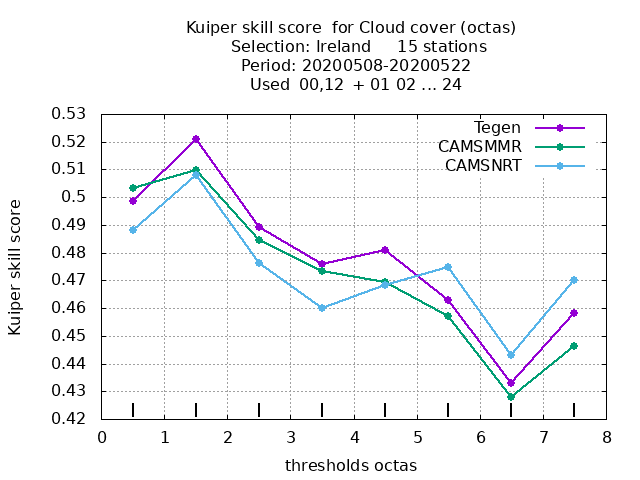 Kuiper skill score  for Cloud cover (octas)
Selection: Ireland     15 stations
Period: 20200508-20200522
Used  00,12  + 01 02 ... 24
Kuiper skill score
0.53
0.52
0.51
0.5
0.49
0.48
0.47
0.46
0.45
0.44
0.43
0.42
Tegen
CAMSMMR
CAMSNRT
0 1 2 3 4 5 6 7 8
thresholds octas